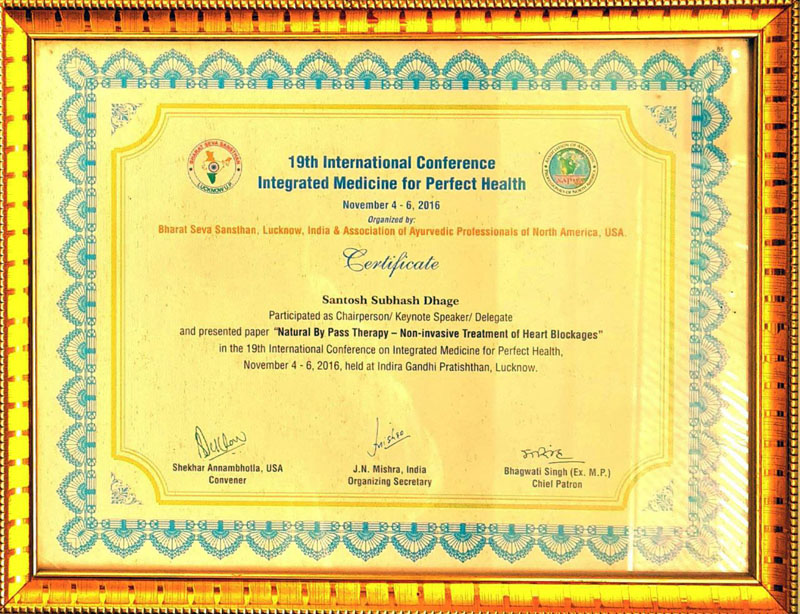 BHARAT SEVA SANSTHAN
LUCKNOW U.P.
19th International Conference
Integrated Medicine for Perfect Health
November 4 - 6, 2016
Organized by:
Bharat Seva Sansthan, Lucknow, India & Association of Ayurvedic Professionals of North America, USA.
Certificate
Santosh Subhash Dhage
Participated as Chairperson/ Keynote Speaker/ Delegate
and presented paper "Natural By Pass Therapy – Non-invasive Treatment of Heart Blockages"
in the 19th International Conference on Integrated Medicine for Perfect Health,
November 4 - 6, 2016, held at Indira Gandhi Pratishthan, Lucknow.
Shekhar Annambhotla, USA
Convener
J.N. Mishra, India
Organizing Secretary
Bhagwati Singh (Ex. M.P.)
Chief Patron